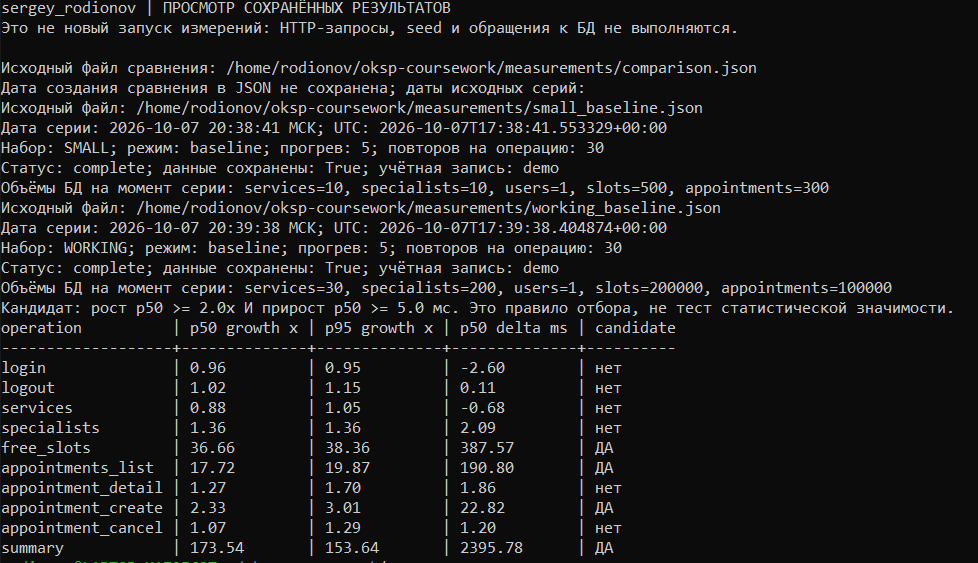 sergey_rodionov | ПРОСМОТР СОХРАНЁННЫХ РЕЗУЛЬТАТОВ
Это не новый запуск измерений: HTTP-запросы, seed и обращения к БД не выполняются.
Исходный файл сравнения: /home/rodionov/oksp-coursework/measurements/comparison.json
Дата создания сравнения в JSON не сохранена; даты исходных серий:
Исходный файл: /home/rodionov/oksp-coursework/measurements/small_baseline.json
Дата серии: 2026-10-07 20:38:41 МСК; UTC: 2026-10-07T17:38:41.553329+00:00
Набор: SMALL; режим: baseline; прогрев: 5; повторов на операцию: 30
Статус: complete; данные сохранены: True; учётная запись: demo
Объёмы БД на момент серии: services=10, specialists=10, users=1, slots=500, appointments=300
Исходный файл: /home/rodionov/oksp-coursework/measurements/working_baseline.json
Дата серии: 2026-10-07 20:39:38 МСК; UTC: 2026-10-07T17:39:38.404874+00:00
Набор: WORKING; режим: baseline; прогрев: 5; повторов на операцию: 30
Статус: complete; данные сохранены: True; учётная запись: demo
Объёмы БД на момент серии: services=30, specialists=200, users=1, slots=200000, appointments=100000
Кандидат: рост p50 >= 2.0x И прирост p50 >= 5.0 мс. Это правило отбора, не тест статистической значимости.
operation | p50 growth x | p95 growth x | p50 delta ms | candidate
-------------------+--------------+--------------+--------------+----------
login | 0.96 | 0.95 | -2.60 | нет
logout | 1.02 | 1.15 | 0.11 | нет
services | 0.88 | 1.05 | -0.68 | нет
specialists | 1.36 | 1.36 | 2.09 | нет
free_slots | 36.66 | 38.36 | 387.57 | ДА
appointments_list | 17.72 | 19.87 | 190.80 | ДА
appointment_detail | 1.27 | 1.70 | 1.86 | нет
appointment_create | 2.33 | 3.01 | 22.82 | ДА
appointment_cancel | 1.07 | 1.29 | 1.20 | нет
summary | 173.54 | 153.64 | 2395.78 | ДА